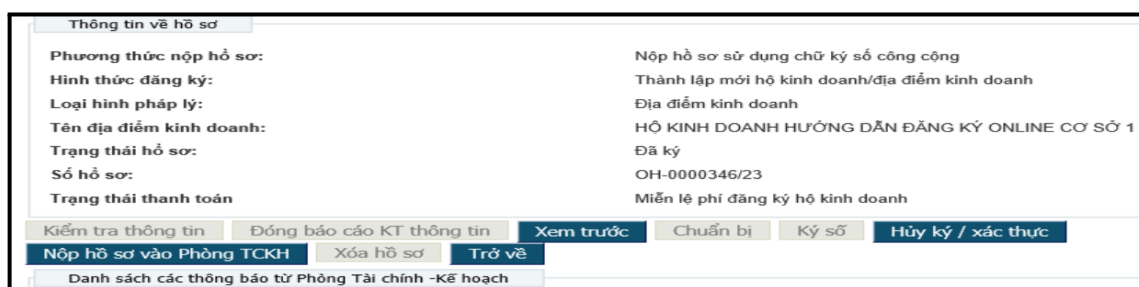 Thông tin về hồ sơ
Phương thức nộp hồ sơ: Nộp hồ sơ sử dụng chữ ký số công cộng
Hình thức đăng ký: Thành lập mới hộ kinh doanh/địa điểm kinh doanh
Loại hình pháp lý: Địa điểm kinh doanh
Tên địa điểm kinh doanh: HỘ KINH DOANH HƯỚNG DẪN ĐĂNG KÝ ONLINE CƠ SỞ 1
Trạng thái hồ sơ: Đã ký
Số hồ sơ: OH-0000346/23
Trạng thái thanh toán Miễn lệ phí đăng ký hộ kinh doanh
Kiểm tra thông tin Đóng báo cáo KT thông tin Xem trước Chuẩn bị Ký số Hủy ký / xác thực
Nộp hồ sơ vào Phòng TCKH Xóa hồ sơ Trở về
Danh sách các thông báo từ Phòng Tài chính -Kế hoạch